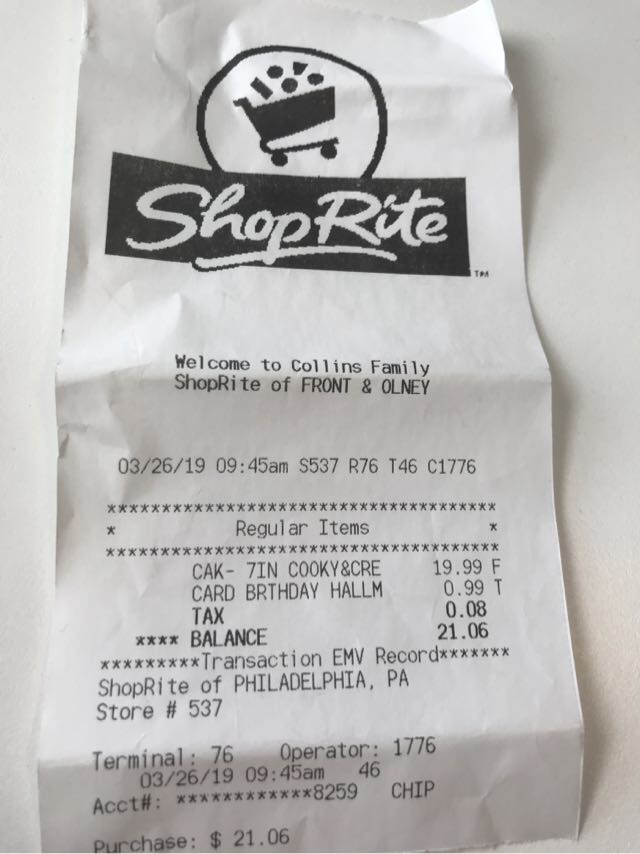 ShopRite
TM
Welcome to Collins Family
ShopRite of FRONT & OLNEY
03/26/19 09:45am S537 R76 T46 C1776
****************************************
* Regular Items *
****************************************
CAK- 7IN COOKY&CRE 19.99 F
CARD BRTHDAY HALLM 0.99 T
TAX 0.08
**** BALANCE 21.06
*********Transaction EMV Record*******
ShopRite of PHILADELPHIA, PA
Store # 537
Terminal: 76 Operator: 1776
03/26/19 09:45am 46
Acct#: ************8259 CHIP
Purchase: $ 21.06